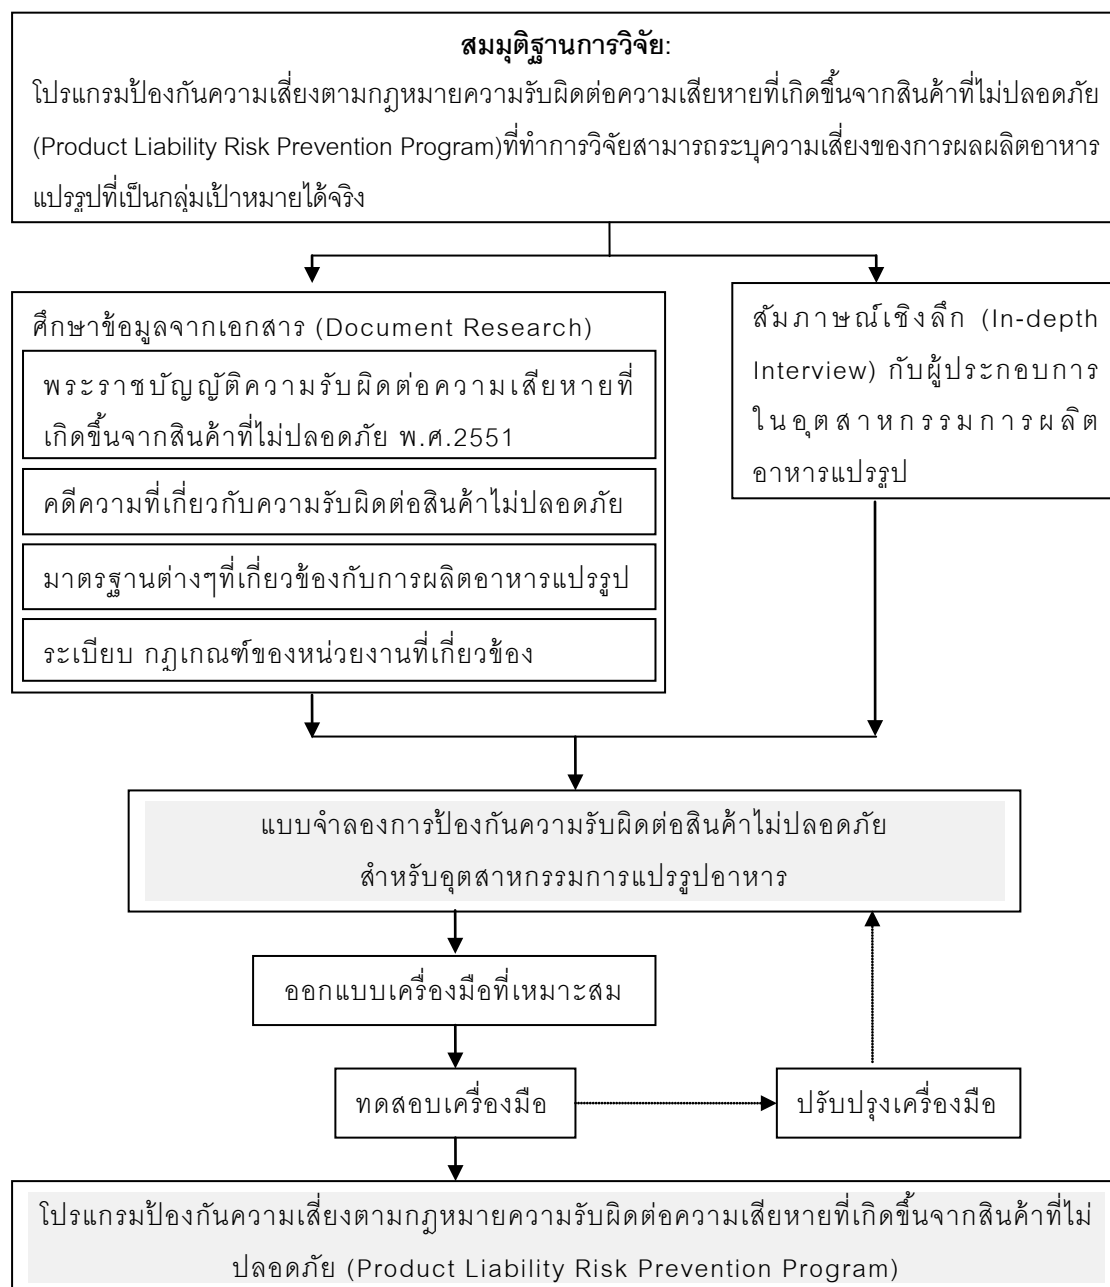 สมมุติฐานการวิจัย:
โปรแกรมป้องกันความเสี่ยงตามกฎหมายความรับผิดต่อความเสียหายที่เกิดขึ้นจากสินค้าที่ไม่ปลอดภัย
(Product Liability Risk Prevention Program)ที่ทำการวิจัยสามารถระบุความเสี่ยงของการผลผลิตอาหาร
แปรรูปที่เป็นกลุ่มเป้าหมายได้จริง
ศึกษาข้อมูลจากเอกสาร (Document Research)
พระราชบัญญัติความรับผิดต่อความเสียหายที่
เกิดขึ้นจากสินค้าที่ไม่ปลอดภัย พ.ศ.2551
คดีความที่เกี่ยวกับความรับผิดต่อสินค้าไม่ปลอดภัย
มาตรฐานต่างๆที่เกี่ยวข้องกับการผลิตอาหารแปรรูป
ระเบียบ กฎเกณฑ์ของหน่วยงานที่เกี่ยวข้อง
สัมภาษณ์เชิงลึก (In-depth
Interview) กับผู้ประกอบการ
ในอุตสาหกรรมการผลิต
อาหารแปรรูป
แบบจำลองการป้องกันความรับผิดต่อสินค้าไม่ปลอดภัย
สำหรับอุตสาหกรรมการแปรรูปอาหาร
ออกแบบเครื่องมือที่เหมาะสม
ทดสอบเครื่องมือ
ปรับปรุงเครื่องมือ
โปรแกรมป้องกันความเสี่ยงตามกฎหมายความรับผิดต่อความเสียหายที่เกิดขึ้นจากสินค้าที่ไม่
ปลอดภัย (Product Liability Risk Prevention Program)